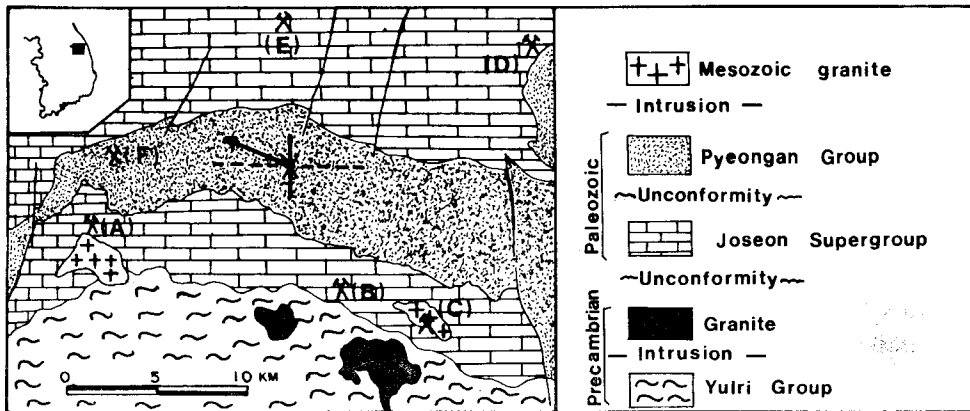 (E)
(D)
(F)
(A)
(B)
(C)
0 5 10 KM
Mesozoic granite
— Intrusion —
Paleozoic
Pyeongan Group
~Unconformity~
Joseon Supergroup
~Unconformity~
Precambrian
Granite
— Intrusion —
Yulri Group